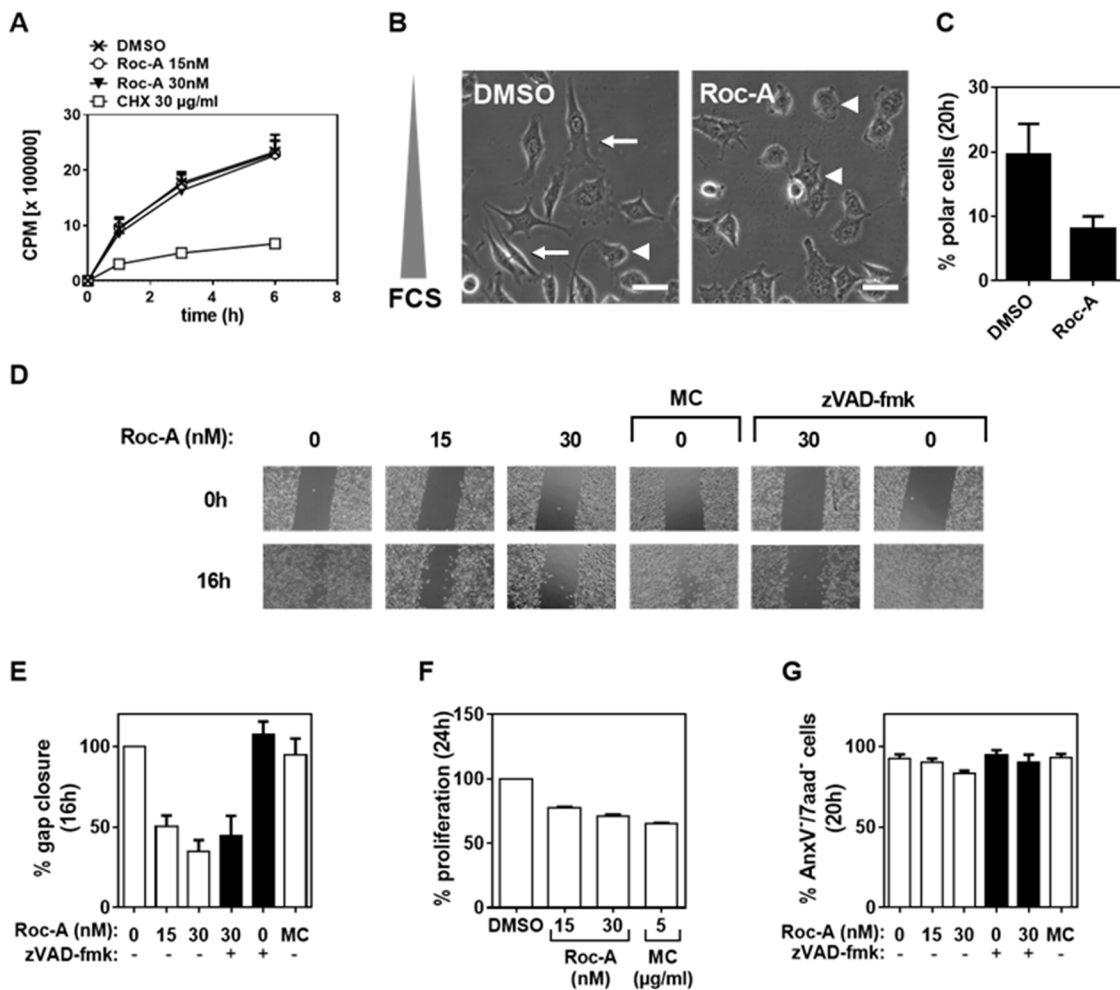 A
DMSO
Roc-A 15nM
Roc-A 30nM
CHX 30 µg/ml
CPM [x 1000000]
30
20
10
0
0 2 4 6 8
time (h)
B
FCS
DMSO
Roc-A
C
% polar cells (20h)
30
20
10
0
DMSO
Roc-A
D
MC zVAD-fmk
Roc-A (nM): 0 15 30 0 30 0
0h
16h
E
% gap closure
(16h)
100
50
0
Roc-A (nM): 0 15 30 30 0 MC
zVAD-fmk: - - - + + -
F
% proliferation (24h)
150
100
50
0
DMSO 15 30 5
Roc-A MC
(nM) (µg/ml)
G
% AnxV⁻/7aad⁻ cells
(20h)
100
50
0
Roc-A (nM): 0 15 30 0 30 MC
zVAD-fmk: - - - + + -